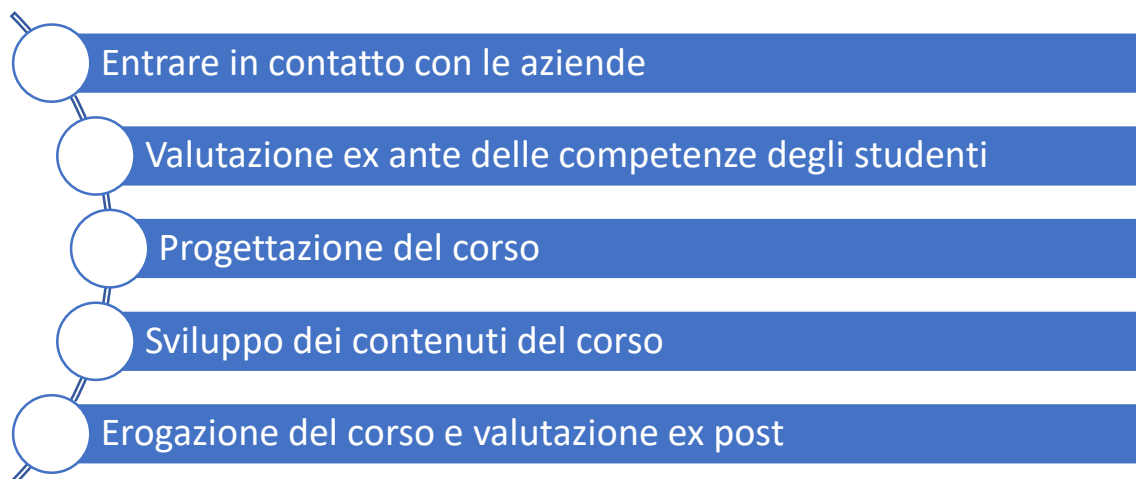 Entrare in contatto con le aziende
Valutazione ex ante delle competenze degli studenti
Progettazione del corso
Sviluppo dei contenuti del corso
Erogazione del corso e valutazione ex post